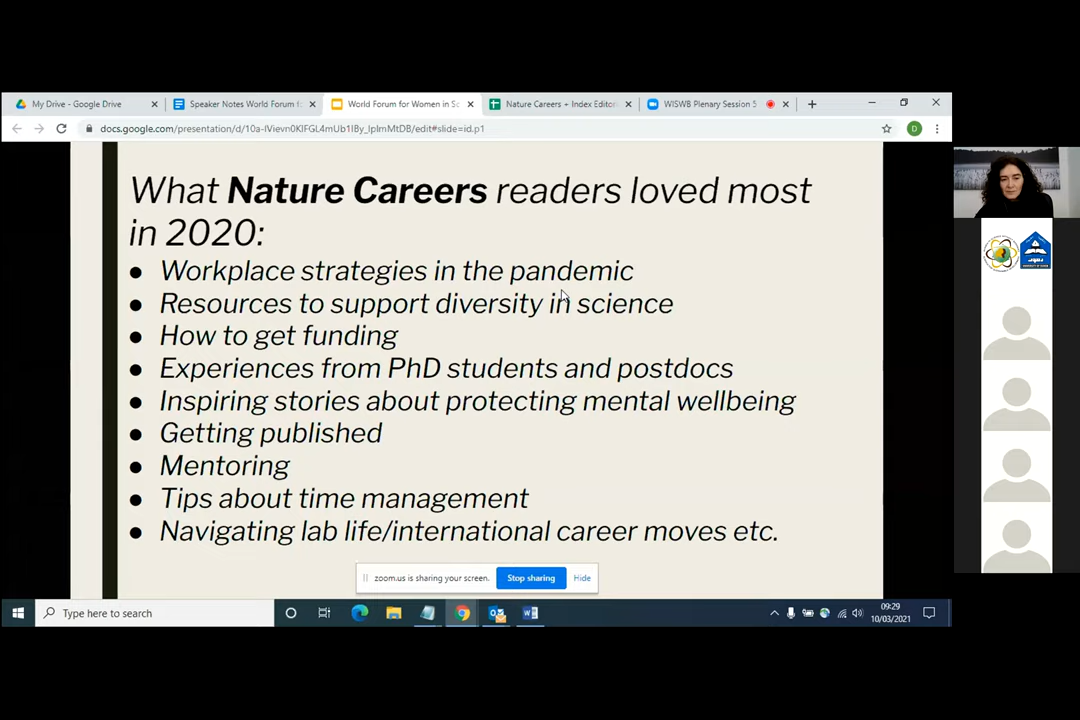 My Drive - Google Drive
Speaker Notes World Forum f
World Forum for Women in Sc
Nature Careers + Index Editor
WISWB Plenary Session 5
docs.google.com/presentation/d/10a-IVievn0KlFGL4mUb1IBy_lplmMtDB/edit#slide=id.p1
D
What Nature Careers readers loved most
in 2020:
● Workplace strategies in the pandemic
● Resources to support diversity in science
● How to get funding
● Experiences from PhD students and postdocs
● Inspiring stories about protecting mental wellbeing
● Getting published
● Mentoring
● Tips about time management
● Navigating lab life/international career moves etc.
zoom.us is sharing your screen.
Stop sharing
Hide
Type here to search
09:29
10/03/2021